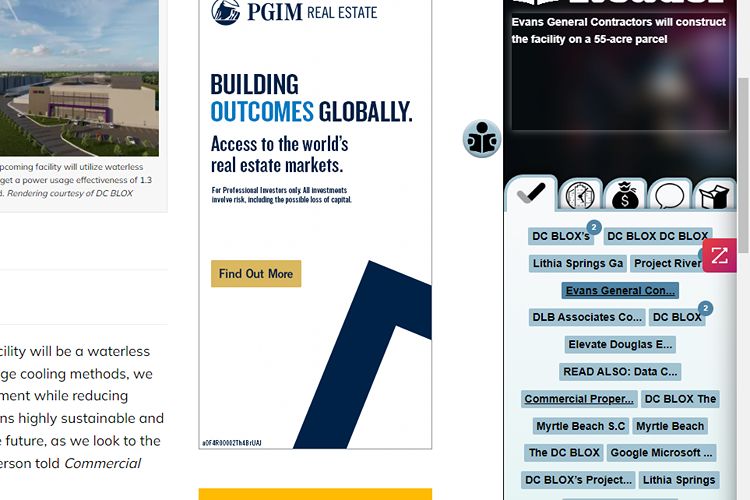 pcoming facility will utilize waterless
get a power usage effectiveness of 1.3
Rendering courtesy of DC BLOX
cility will be a waterless
ge cooling methods, we
ment while reducing
ns highly sustainable and
e future, as we look to the
erson told Commercial
PGIM REAL ESTATE
BUILDING
OUTCOMES GLOBALLY.
Access to the world's
real estate markets.
For Professional Investors only. All investments
involve risk, including the possible loss of capital.
Find Out More
Evans General Contractors will construct
the facility on a 55-acre parcel
DC BLOX's 2 DC BLOX DC BLOX
Lithia Springs Ga Project River
Evans General Con...
DLB Associates Co... DC BLOX 2
Elevate Douglas E...
READ ALSO: Data C...
Commercial Proper... DC BLOX The
Myrtle Beach S.C Myrtle Beach
The DC BLOX Google Microsoft ...
DC BLOX's Project... Lithia Springs